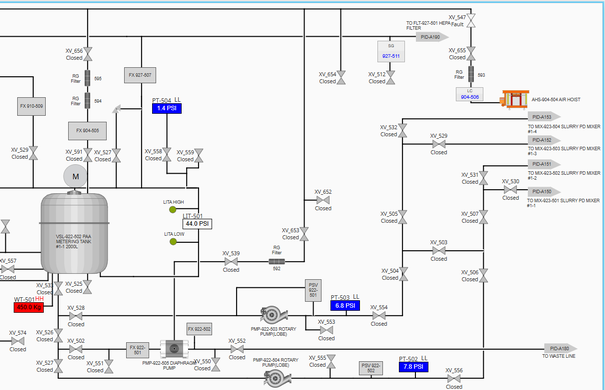 XV_547
Fault
TO FLT-927-501 HEPA
FILTER
PID-A190
XV_656
Closed
SG
927-511
XV_655
Closed
RG
Filter
595
FX 927-507
XV_654
Closed
XV_512
Closed
RG
Filter
593
LC
904-506
AHS-904-504 AIR HOIST
FX 910-509
RG
Filter
594
PT-504 LL
1.4 PSI
FX 904-503
PID-A153
TO MIX-923-504 SLURRY PD MIXER
#1-4
XV_532
Closed
XV_529
Closed
PID-A152
TO MIX-923-503 SLURRY PD MIXER
#1-3
XV_529
Closed
XV_591
Closed
XV_527
Closed
XV_558
Closed
XV_559
Closed
PID-A151
TO MIX-923-502 SLURRY PD MIXER
#1-2
M
XV_531
Closed
XV_530
Closed
PID-A150
TO MIX-923-501 SLURRY PD MIXER
#1-1
LITA HIGH
XV_652
Closed
LIT-501
44.0 PSI
XV_505
Closed
XV_507
Closed
VSL-922-502 PAA
METERING TANK
#1-1 2000L
LITA LOW
XV_653
Closed
XV_503
Closed
XV_557
Closed
XV_539
Closed
RG
Filter
592
XV_504
Closed
XV_506
Closed
XV_531
Closed
XV_525
Closed
PSV
922-
501
WT-501 HH
450.0 Kg
PT-503 LL
6.8 PSI
XV_528
Closed
XV_554
Closed
XV_553
Closed
PMP-922-503 ROTARY
PUMP(LOBE)
XV_574
Closed
XV_526
Closed
FX 922-502
XV_502
Closed
FX 922-
501
XV_552
Closed
PID-A160
TO WASTE LINE
XV_527
Closed
XV_551
Closed
PMP-922-505 DIAPHRAGM
PUMP
XV_550
Closed
PMP-922-504 ROTARY
PUMP(LOBE)
XV_555
Closed
PSV 922-
502
PT-502 LL
7.8 PSI
XV_556
Closed